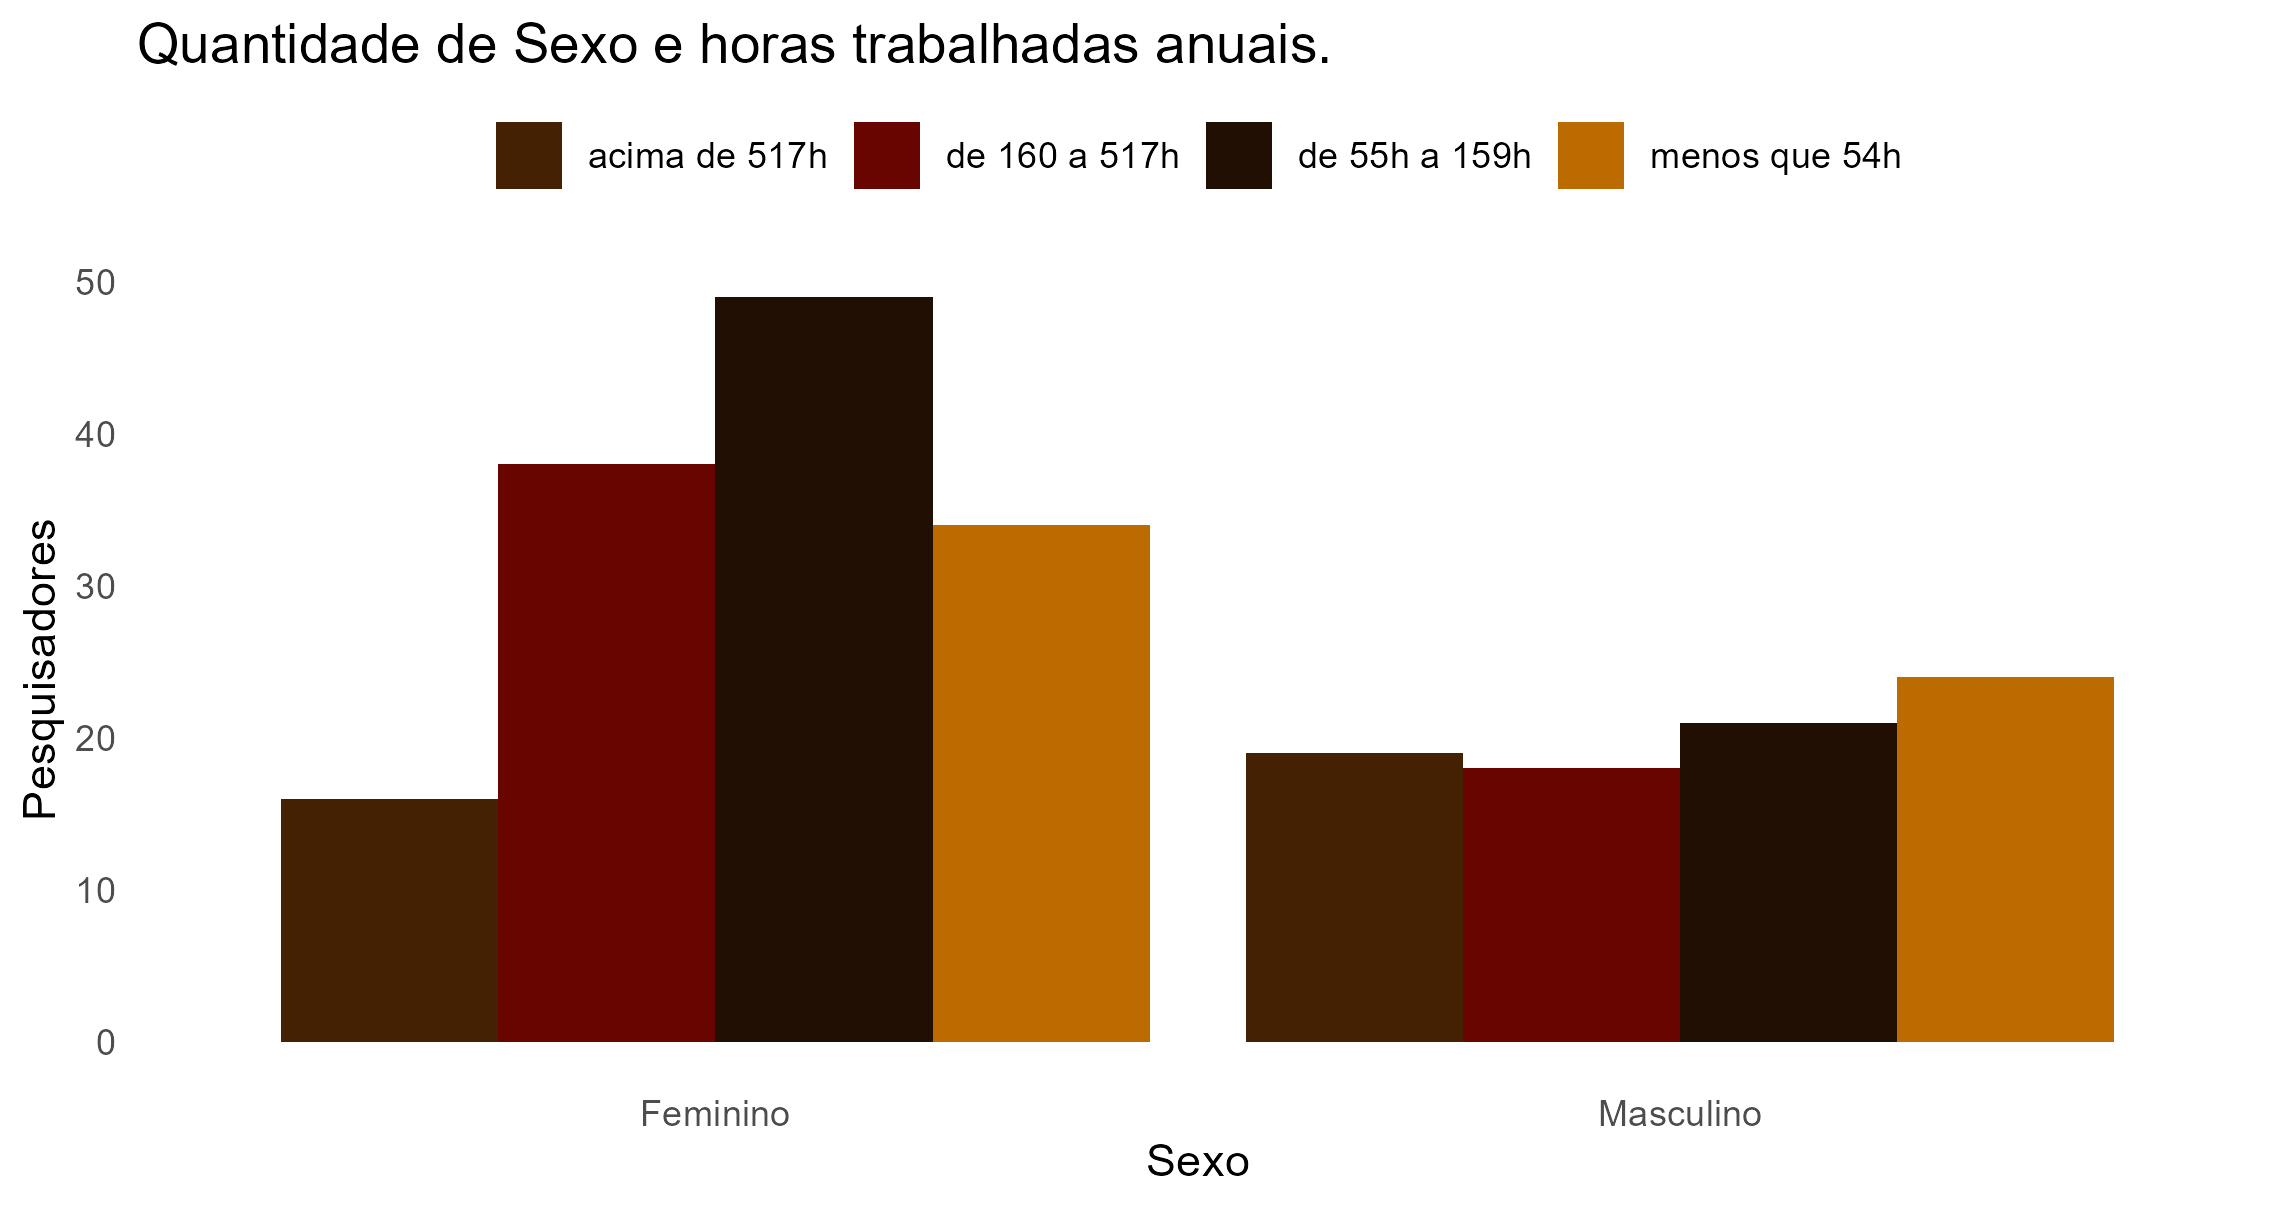 Quantidade de Sexo e horas trabalhadas anuais.
acima de 517h de 160 a 517h de 55h a 159h menos que 54h
50
40
30
20
10
0
Pesquisadores
Feminino Masculino
Sexo